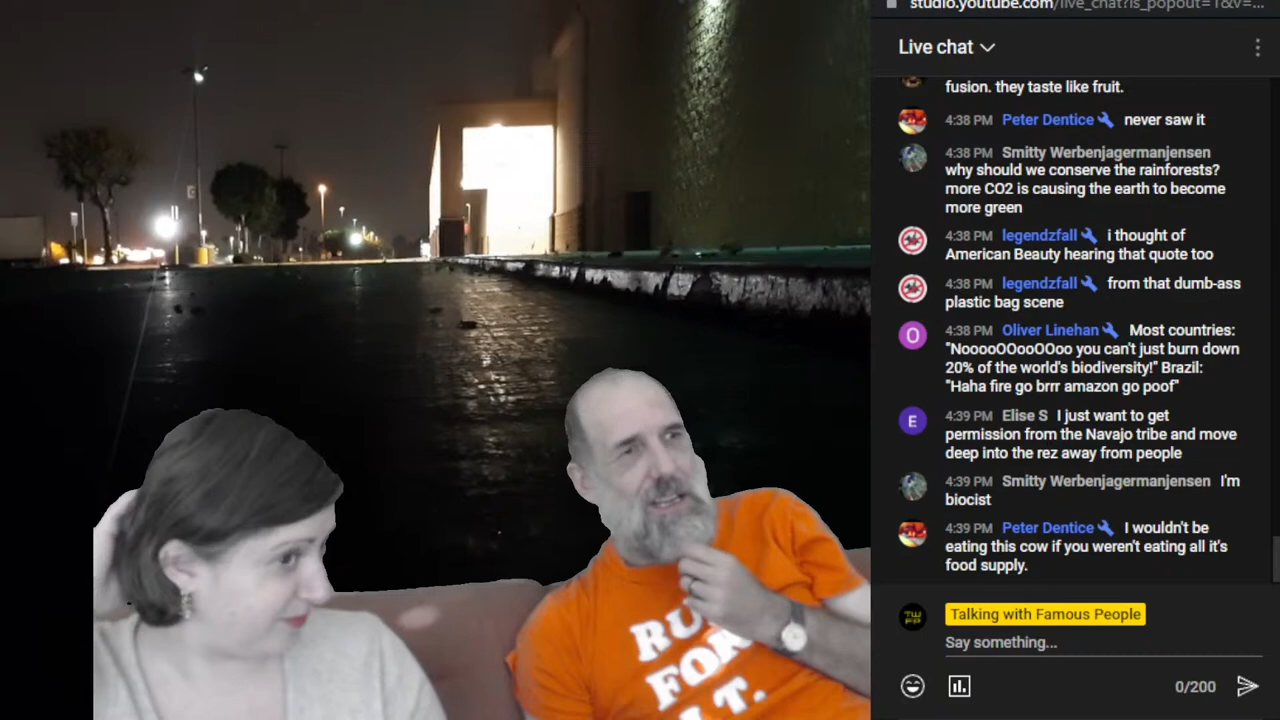 studio.youtube.com/live_chat?is_popout=1&v=...
Live chat
fusion. they taste like fruit.
4:38 PM Peter Dentice never saw it
4:38 PM Smitty Werbenjagermanjensen
why should we conserve the rainforests?
more CO2 is causing the earth to become
more green
4:38 PM legendzfall i thought of
American Beauty hearing that quote too
4:38 PM legendzfall from that dumb-ass
plastic bag scene
O
4:38 PM Oliver Linehan Most countries:
"NooooOOooOOoo you can't just burn down
20% of the world's biodiversity!" Brazil:
"Haha fire go brrr amazon go poof"
E
4:39 PM Elise S I just want to get
permission from the Navajo tribe and move
deep into the rez away from people
4:39 PM Smitty Werbenjagermanjensen I'm
biocist
4:39 PM Peter Dentice I wouldn't be
eating this cow if you weren't eating all it's
food supply.
TW
FP
Talking with Famous People
Say something...
0/200
FOR